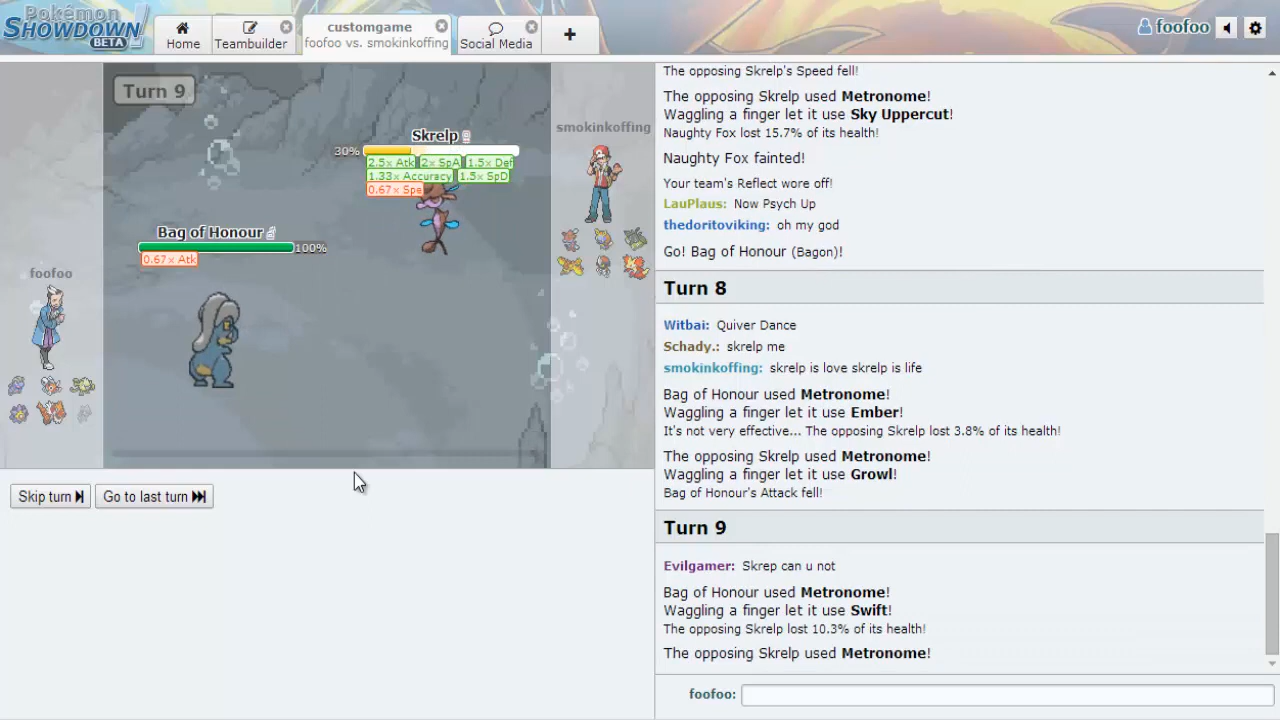 Pokémon
SHOWDOWN!
BETA
Home
Teambuilder
customgame
foofoo vs. smokinkoffing
Social Media
+
foofoo
Turn 9
Skrelp
30%
2.5× Atk 2× SpA 1.5× Def
1.33× Accuracy 1.5× SpD
0.67× Spe
Bag of Honour
100%
0.67× Atk
foofoo
smokinkoffing
Skip turn
Go to last turn
The opposing Skrelp's Speed fell!
The opposing Skrelp used Metronome!
Waggling a finger let it use Sky Uppercut!
Naughty Fox lost 15.7% of its health!
Naughty Fox fainted!
Your team's Reflect wore off!
LauPlaus: Now Psych Up
thedoritoviking: oh my god
Go! Bag of Honour (Bagon)!
Turn 8
Witbai: Quiver Dance
Schady.: skrelp me
smokinkoffing: skrelp is love skrelp is life
Bag of Honour used Metronome!
Waggling a finger let it use Ember!
It's not very effective... The opposing Skrelp lost 3.8% of its health!
The opposing Skrelp used Metronome!
Waggling a finger let it use Growl!
Bag of Honour's Attack fell!
Turn 9
Evilgamer: Skrep can u not
Bag of Honour used Metronome!
Waggling a finger let it use Swift!
The opposing Skrelp lost 10.3% of its health!
The opposing Skrelp used Metronome!
foofoo: